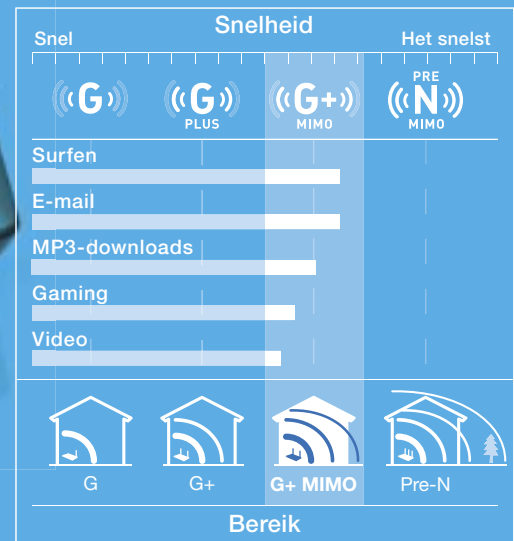 Snelheid
Snel Het snelst
G
G
PLUS
G+
MIMO
PRE
N
MIMO
Surfen
E-mail
MP3-downloads
Gaming
Video
G G+ G+ MIMO Pre-N
Bereik